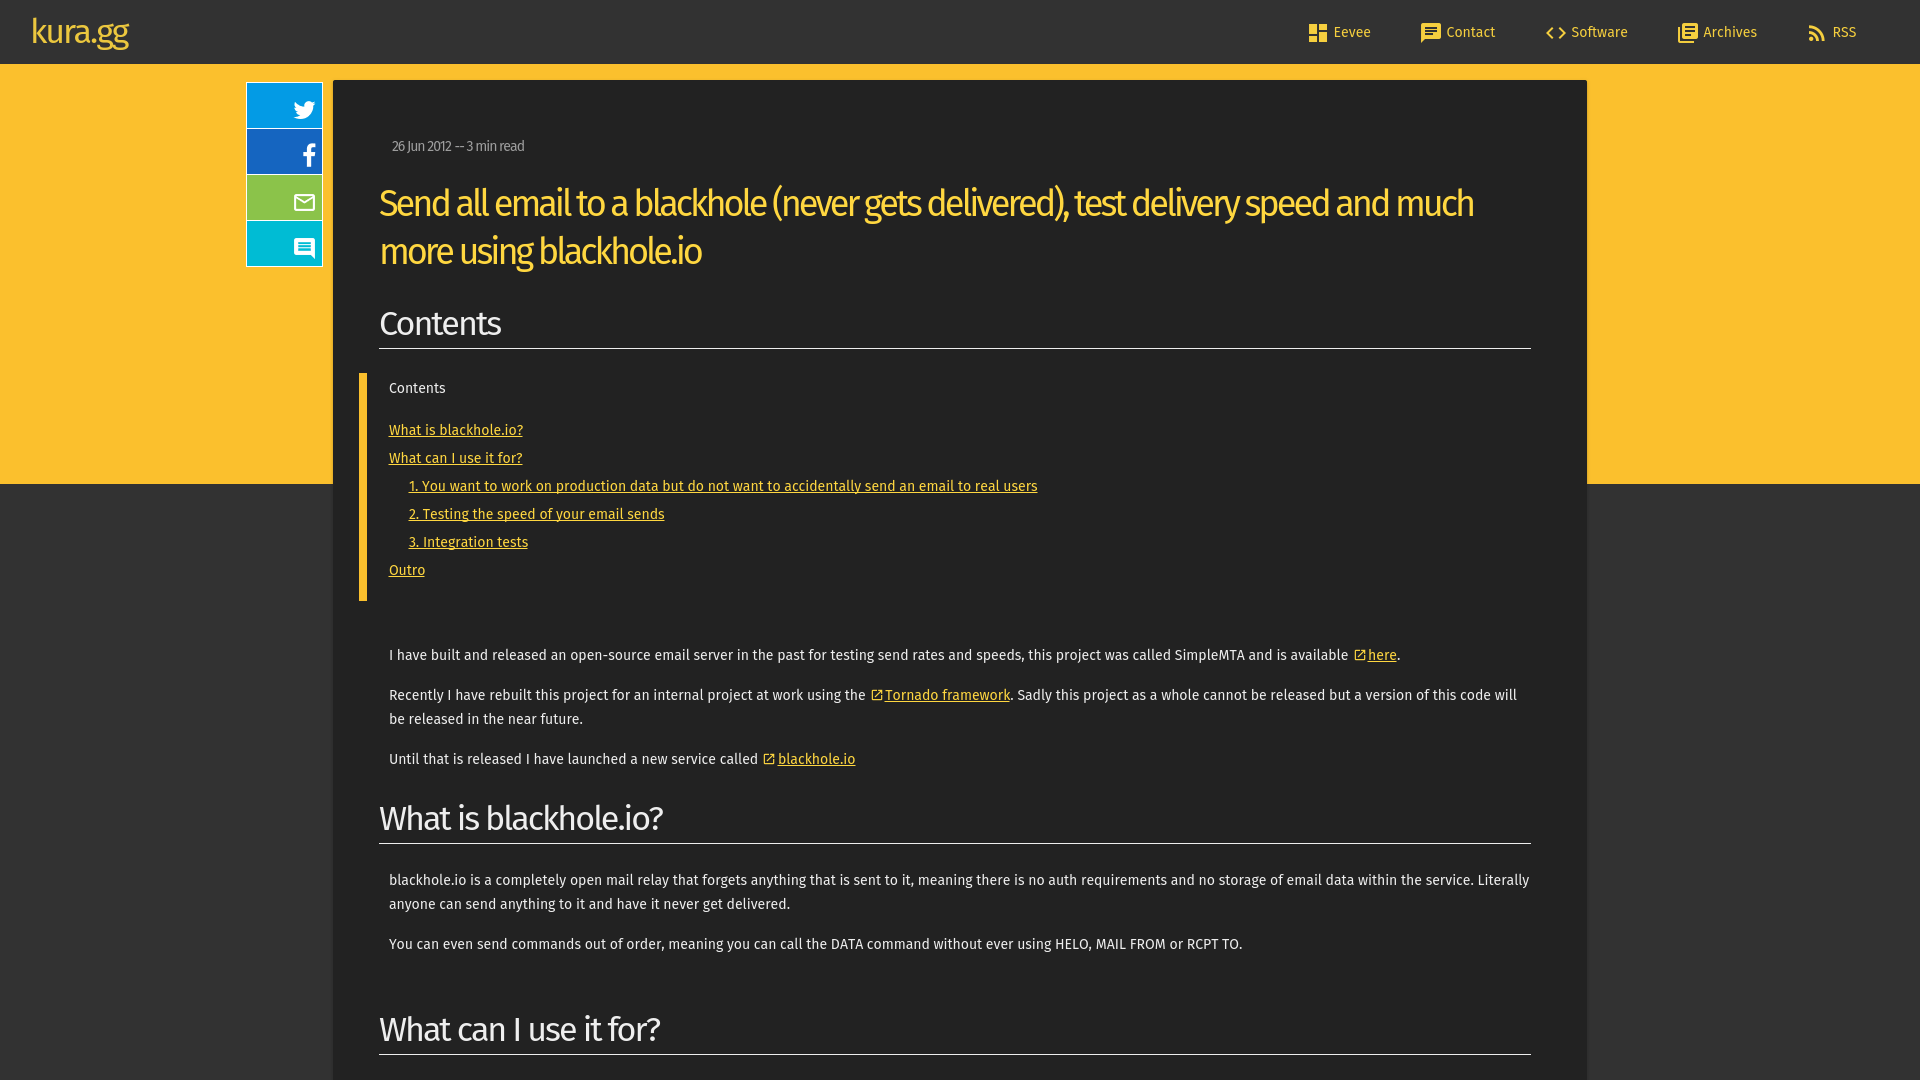 kura.gg
Eevee
Contact
Software
Archives
RSS
26 Jun 2012 -- 3 min read
Send all email to a blackhole (never gets delivered), test delivery speed and much
more using blackhole.io
Contents
Contents
What is blackhole.io?
What can I use it for?
1. You want to work on production data but do not want to accidentally send an email to real users
2. Testing the speed of your email sends
3. Integration tests
Outro
I have built and released an open-source email server in the past for testing send rates and speeds, this project was called SimpleMTA and is available here.
Recently I have rebuilt this project for an internal project at work using the Tornado framework. Sadly this project as a whole cannot be released but a version of this code will
be released in the near future.
Until that is released I have launched a new service called blackhole.io
What is blackhole.io?
blackhole.io is a completely open mail relay that forgets anything that is sent to it, meaning there is no auth requirements and no storage of email data within the service. Literally
anyone can send anything to it and have it never get delivered.
You can even send commands out of order, meaning you can call the DATA command without ever using HELO, MAIL FROM or RCPT TO.
What can I use it for?